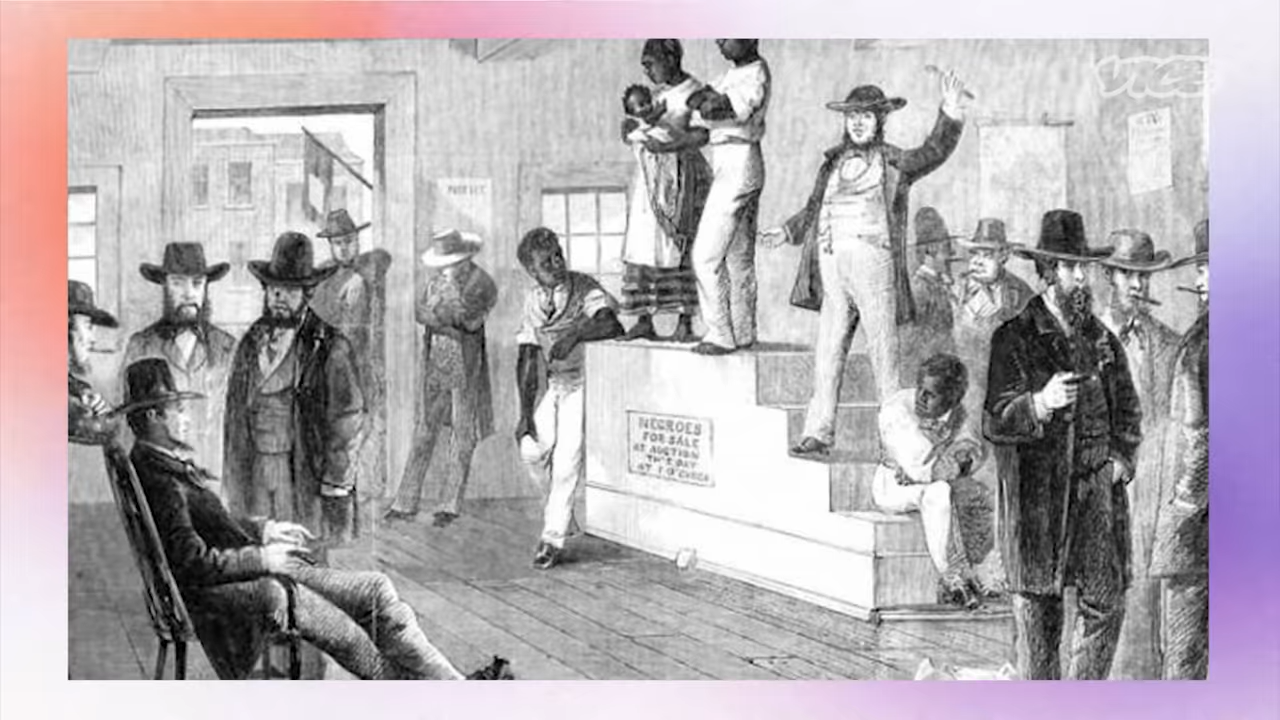 VICE
NEGROES
FOR SALE
AT AUCTION
THIS DAY
AT 1 O'CLOCK